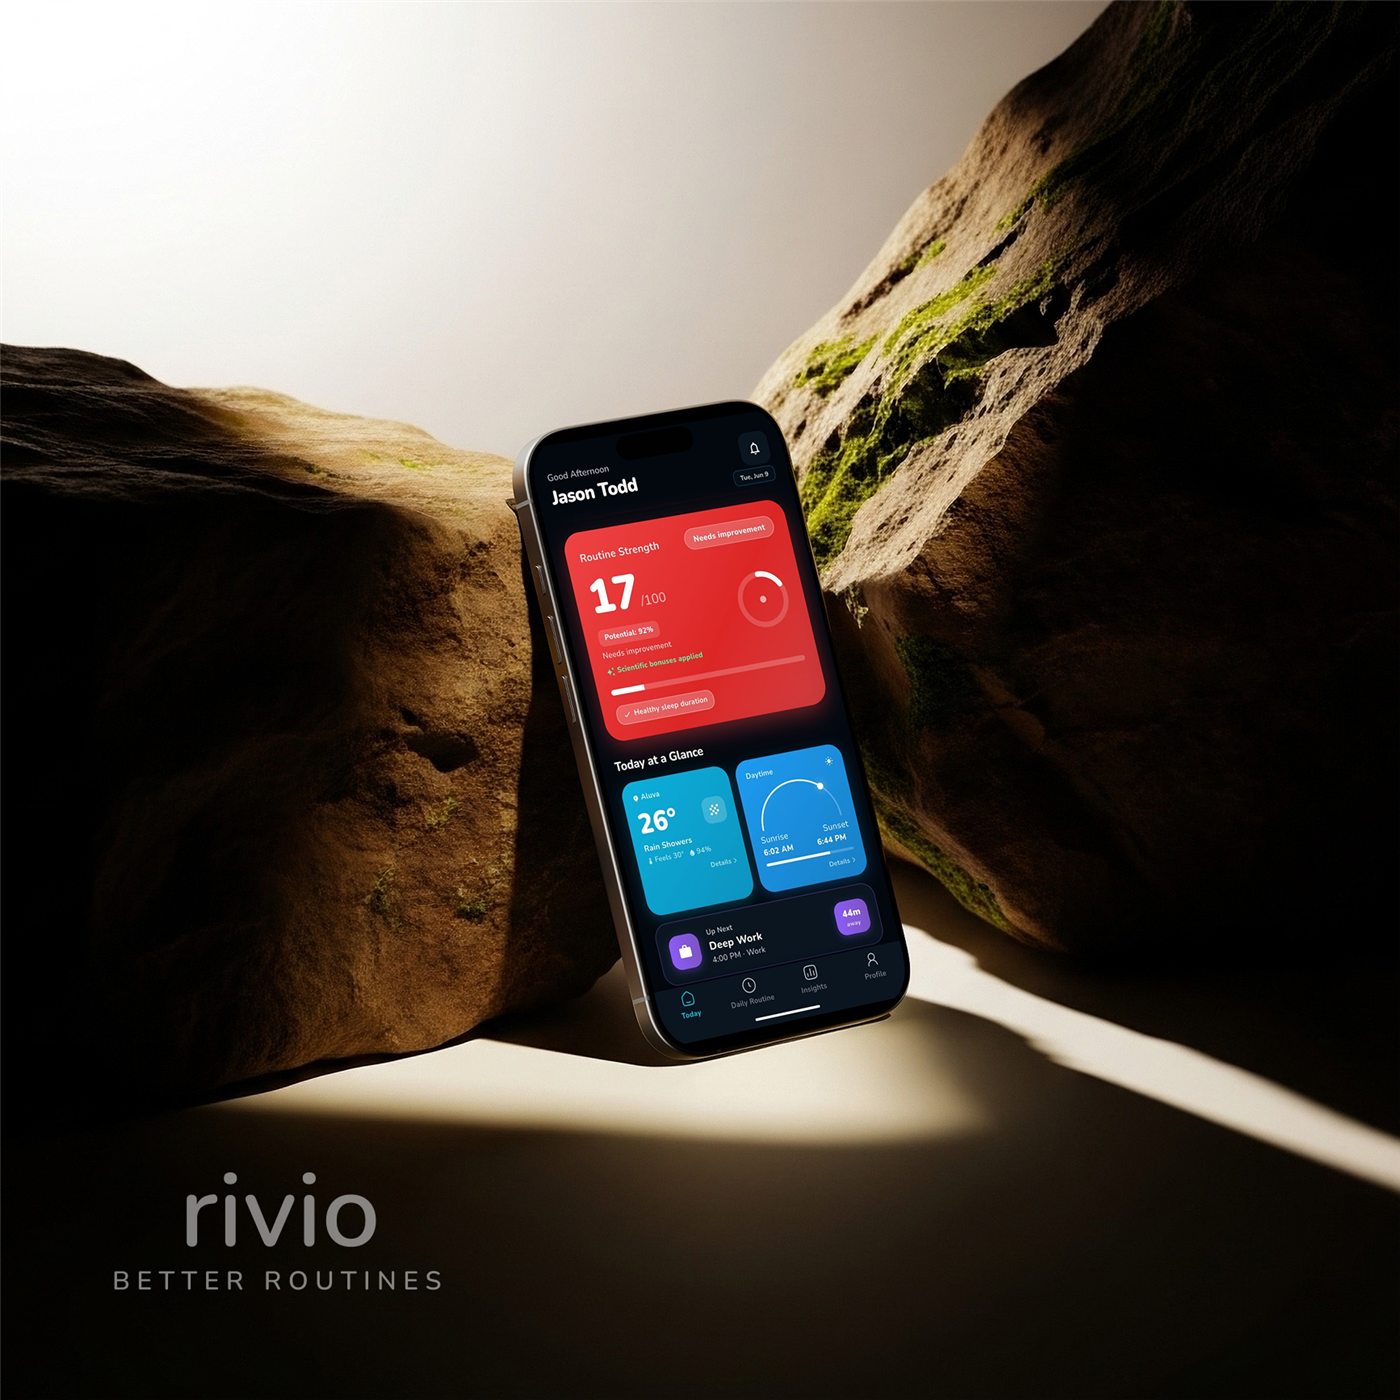 Good Afternoon
Jason Todd
Tue, Jun 9
Routine Strength
Needs improvement
17 /100
Potential: 92%
Needs improvement
Scientific bonuses applied
Healthy sleep duration
Today at a Glance
Aluva
26°
Rain Showers
Feels 30° 94%
Details
Daytime
Sunrise
6:02 AM
Sunset
6:44 PM
Details
Up Next
Deep Work
4:00 PM · Work
44m
away
Today
Daily Routine
Insights
Profile
rivio
BETTER ROUTINES